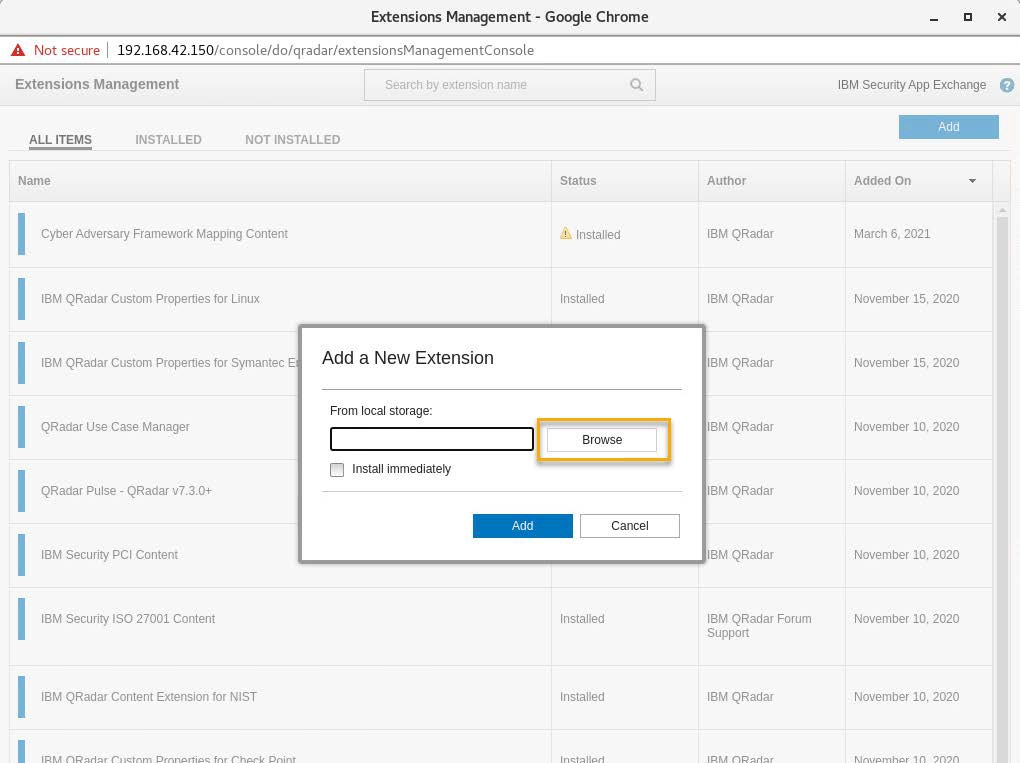 Extensions Management - Google Chrome
Not secure 192.168.42.150/console/do/qradar/extensionsManagementConsole
Extensions Management Search by extension name IBM Security App Exchange ?
Add
ALL ITEMS INSTALLED NOT INSTALLED
Name Status Author Added On
Cyber Adversary Framework Mapping Content Installed IBM QRadar March 6, 2021
IBM QRadar Custom Properties for Linux Installed IBM QRadar November 15, 2020
IBM QRadar Custom Properties for Symantec IBM QRadar November 15, 2020
QRadar Use Case Manager IBM QRadar November 10, 2020
QRadar Pulse - QRadar v7.3.0+ IBM QRadar November 10, 2020
IBM Security PCI Content IBM QRadar November 10, 2020
Add a New Extension
From local storage:
Browse
Install immediately
Add Cancel
IBM Security ISO 27001 Content Installed IBM QRadar Forum November 10, 2020
Support
IBM QRadar Content Extension for NIST Installed IBM QRadar November 10, 2020
IBM QRadar Custom Properties for Check Point Installed IBM QRadar November 10, 2020